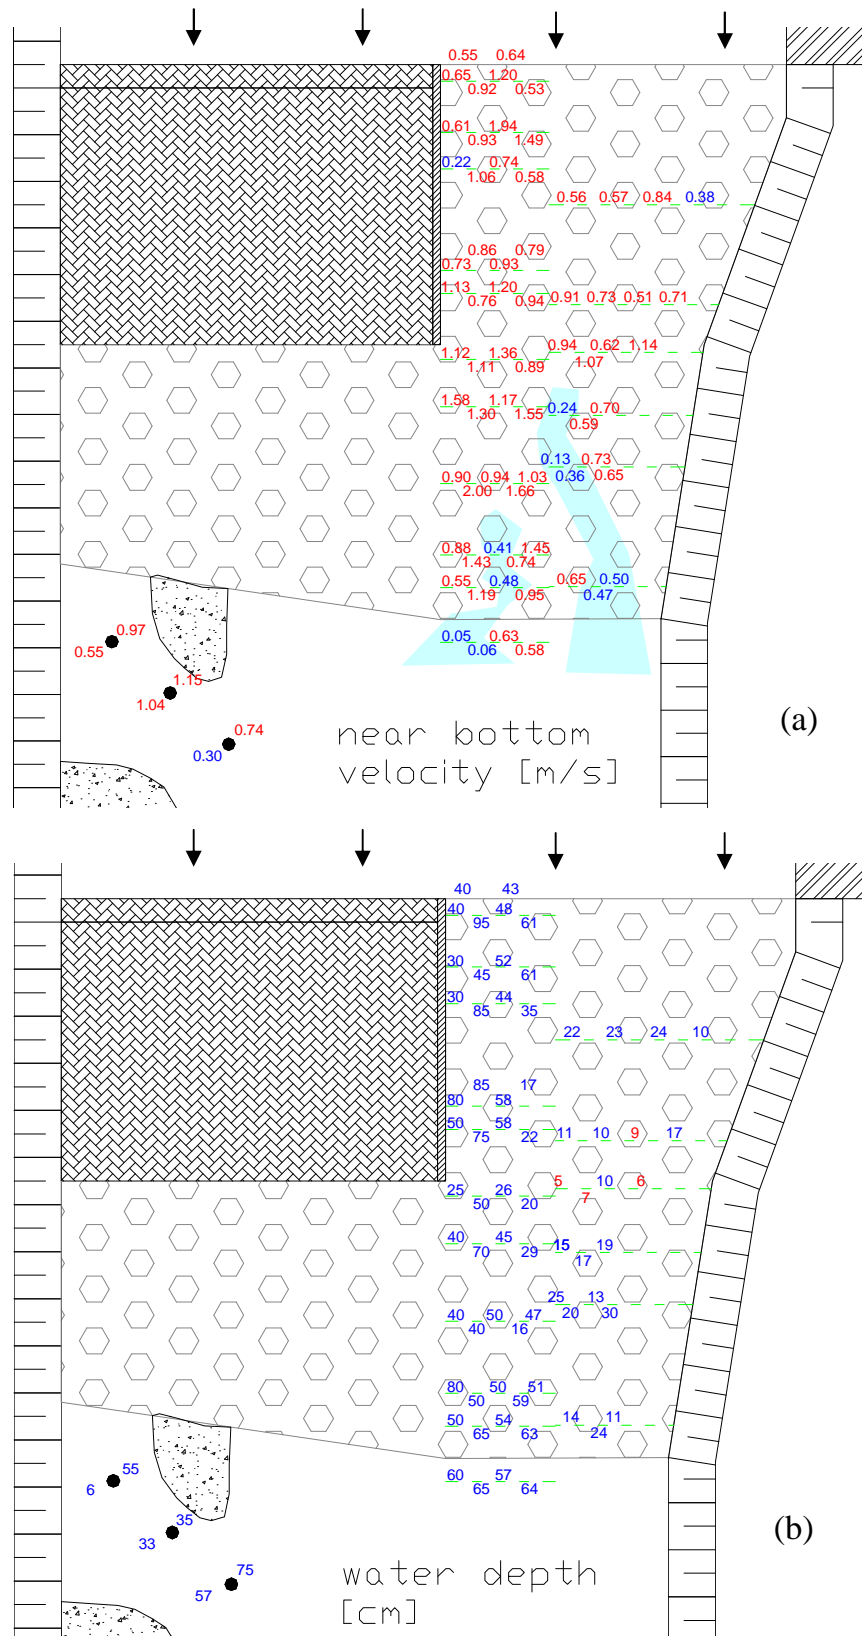 0.55 0.64
0.65 1.20
0.92 0.53
0.61 1.94
0.93 1.49
0.22 0.74
1.06 0.58
0.56 0.57 0.84 0.38
0.86 0.79
0.73 0.93
1.13 1.20
0.76 0.94 0.91 0.73 0.51 0.71
0.94 0.62 1.14
1.12 1.36
1.11 0.89 1.07
1.58 1.17 0.24 0.70
1.30 1.55 0.59
0.13 0.73
0.90 0.94 1.03 0.36 0.65
2.00 1.66
0.88 0.41 1.45
1.43 0.74
0.55 0.48 0.65 0.50
1.19 0.95 0.47
0.97 0.05 0.63
0.55 0.06 0.58
1.15
1.04
0.74
0.30
(a)
near bottom
velocity [m/s]
40 43
40 48
95 61
30 52
45 61
30 44
85 35
22 23 24 10
85 17
80 58
50 58
75 22 11 10 9 17
5 10 6
25 26
50 20 7
40 45 15 19
70 29 17
25 13
40 50 47 20 30
40 16
80 50 51
50 59
50 54 14 11
65 63 24
55 60 57
6 65 64
35
33
75
57
(b)
water depth
[cm]